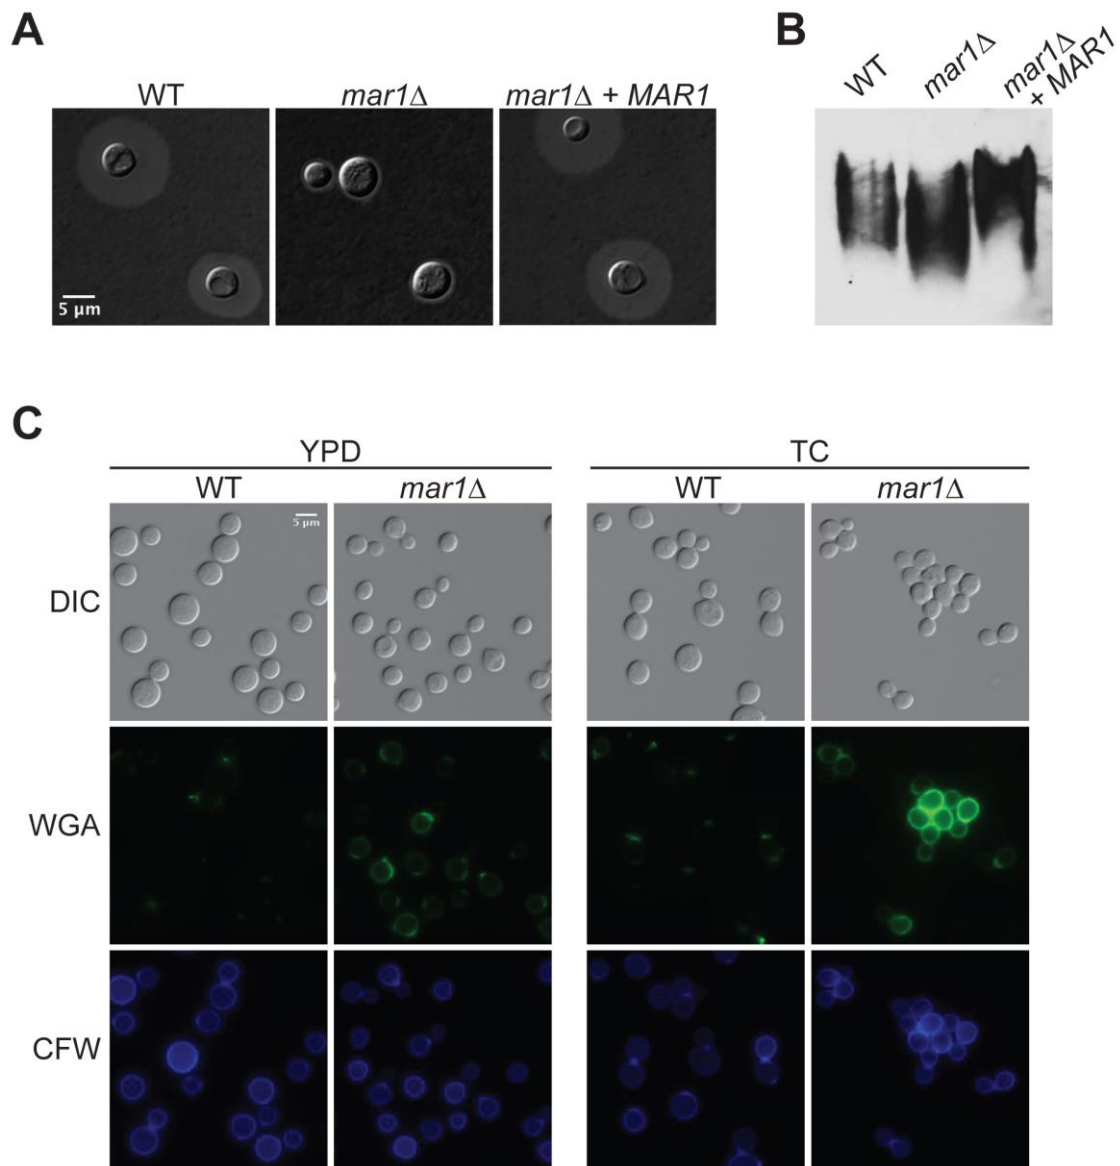 A
WT
mar1Δ
mar1Δ + MAR1
5 μm
B
WT
mar1Δ
mar1Δ
+ MAR1
C
YPD
TC
WT
mar1Δ
WT
mar1Δ
5 μm
DIC
WGA
CFW